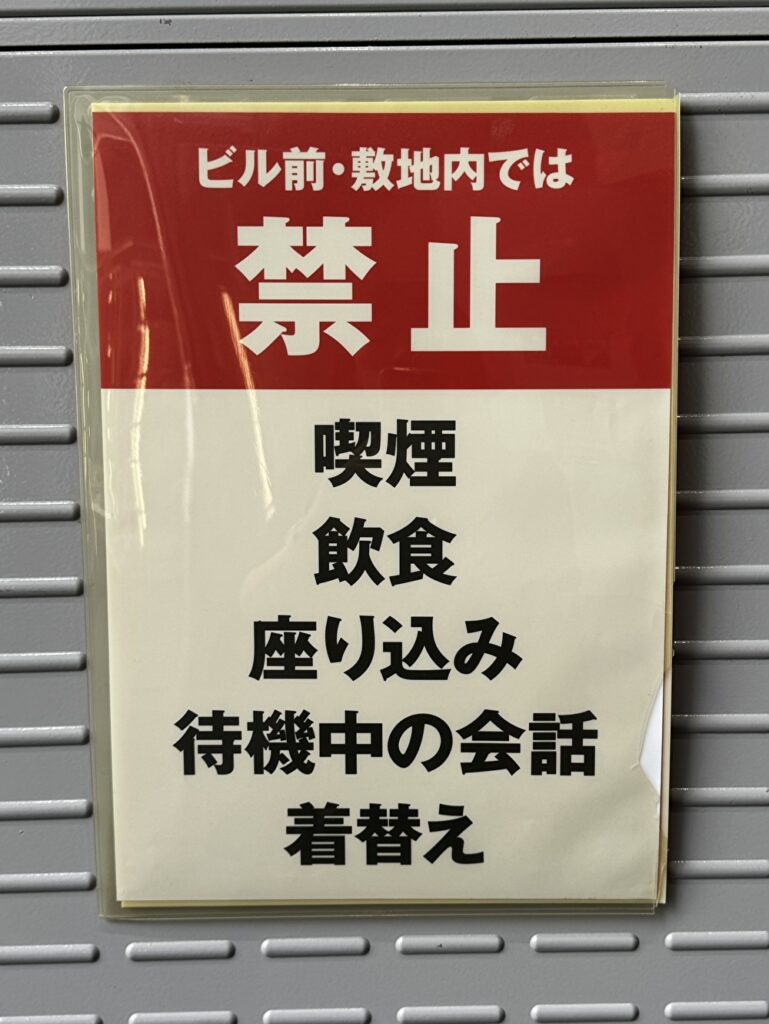 ビル前・敷地内では
禁止
喫煙
飲食
座り込み
待機中の会話
着替え